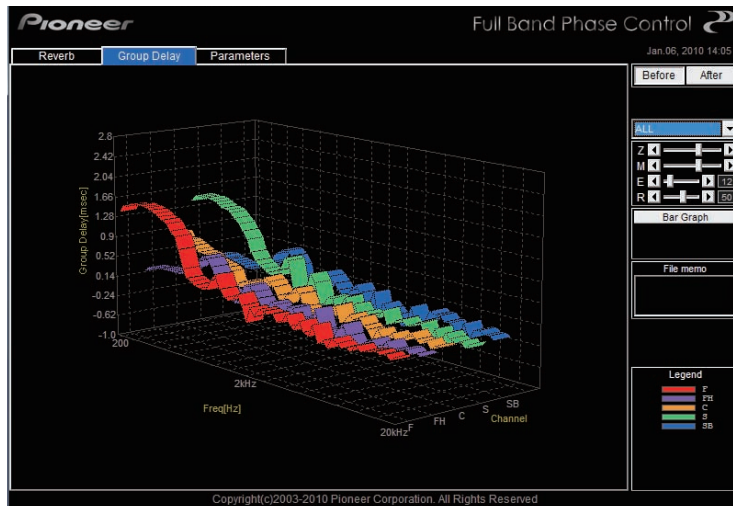 Pioneer
Full Band Phase Control
Jan.06, 2010 14:05
Reverb
Group Delay
Parameters
Before
After
ALL
Z
M
E 12
R 50
Bar Graph
File memo
2.8
2.42
2.04
1.66
1.28
0.9
0.52
0.14
-0.24
-0.62
-1.0
Group Delay[msec]
200
2kHz
20kHz
Freq[Hz]
F
FH
C
S
SB
Channel
Legend
F
FH
C
S
SB
Copyright(c)2003-2010 Pioneer Corporation. All Rights Reserved